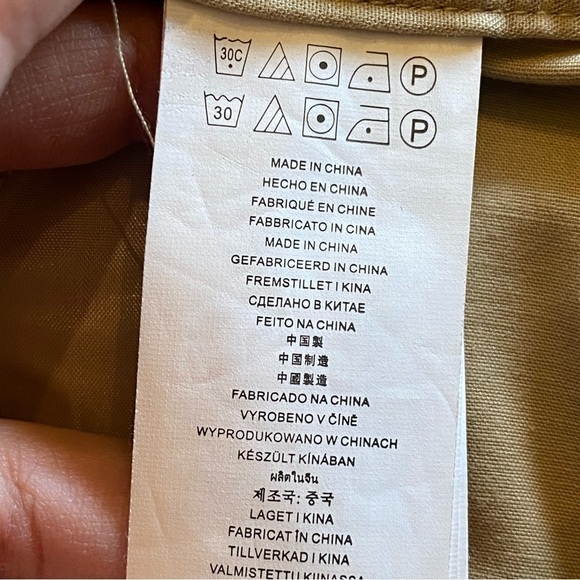 30C P
30 P
MADE IN CHINA
HECHO EN CHINA
FABRIQUÉ EN CHINE
FABBRICATO IN CINA
MADE IN CHINA
GEFABRICEERD IN CHINA
FREMSTILLET I KINA
СДЕЛАНО В КИТАЕ
FEITO NA CHINA
中国製
中国制造
中國製造
FABRICADO NA CHINA
VYROBENO V ČÍNĚ
WYPRODUKOWANO W CHINACH
KÉSZÜLT KÍNÁBAN
ผลิตในจีน
제조국: 중국
LAGET I KINA
FABRICAT ÎN CHINA
TILLVERKAD I KINA
VALMISTETTU KIINASSA